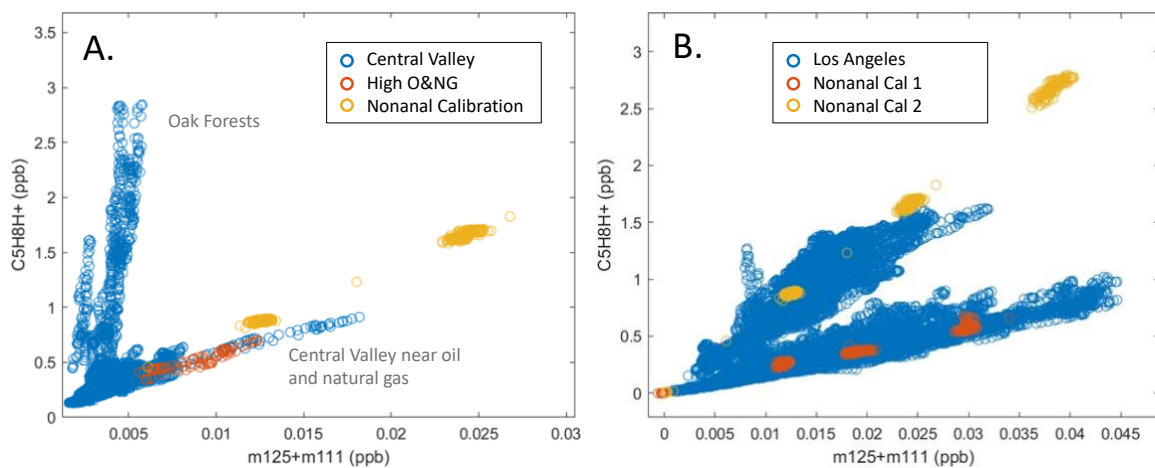 A.
Central Valley
High O&NG
Nonanal Calibration
Oak Forests
Central Valley near oil
and natural gas
C5H8H+ (ppb)
3.5
3
2.5
2
1.5
1
0.5
0
0.005
0.01
0.015
0.02
0.025
0.03
m125+m111 (ppb)
B.
Los Angeles
Nonanal Cal 1
Nonanal Cal 2
C5H8H+ (ppb)
3
2.5
2
1.5
1
0.5
0
0
0.005
0.01
0.015
0.02
0.025
0.03
0.035
0.04
0.045
m125+m111 (ppb)